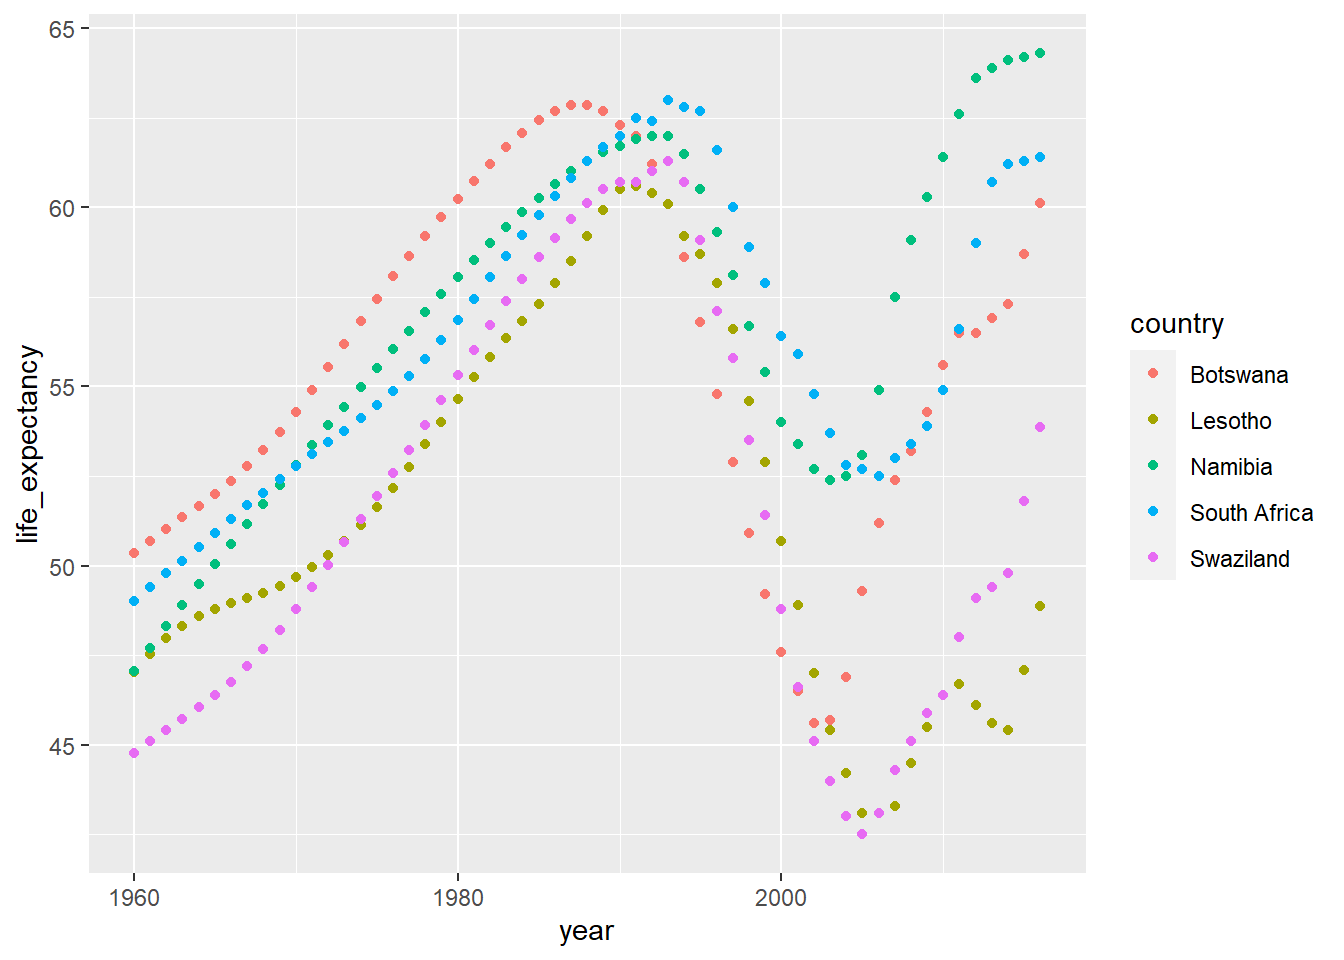 65
60
55
50
45
life_expectancy
1960
1980
2000
year
country
Botswana
Lesotho
Namibia
South Africa
Swaziland